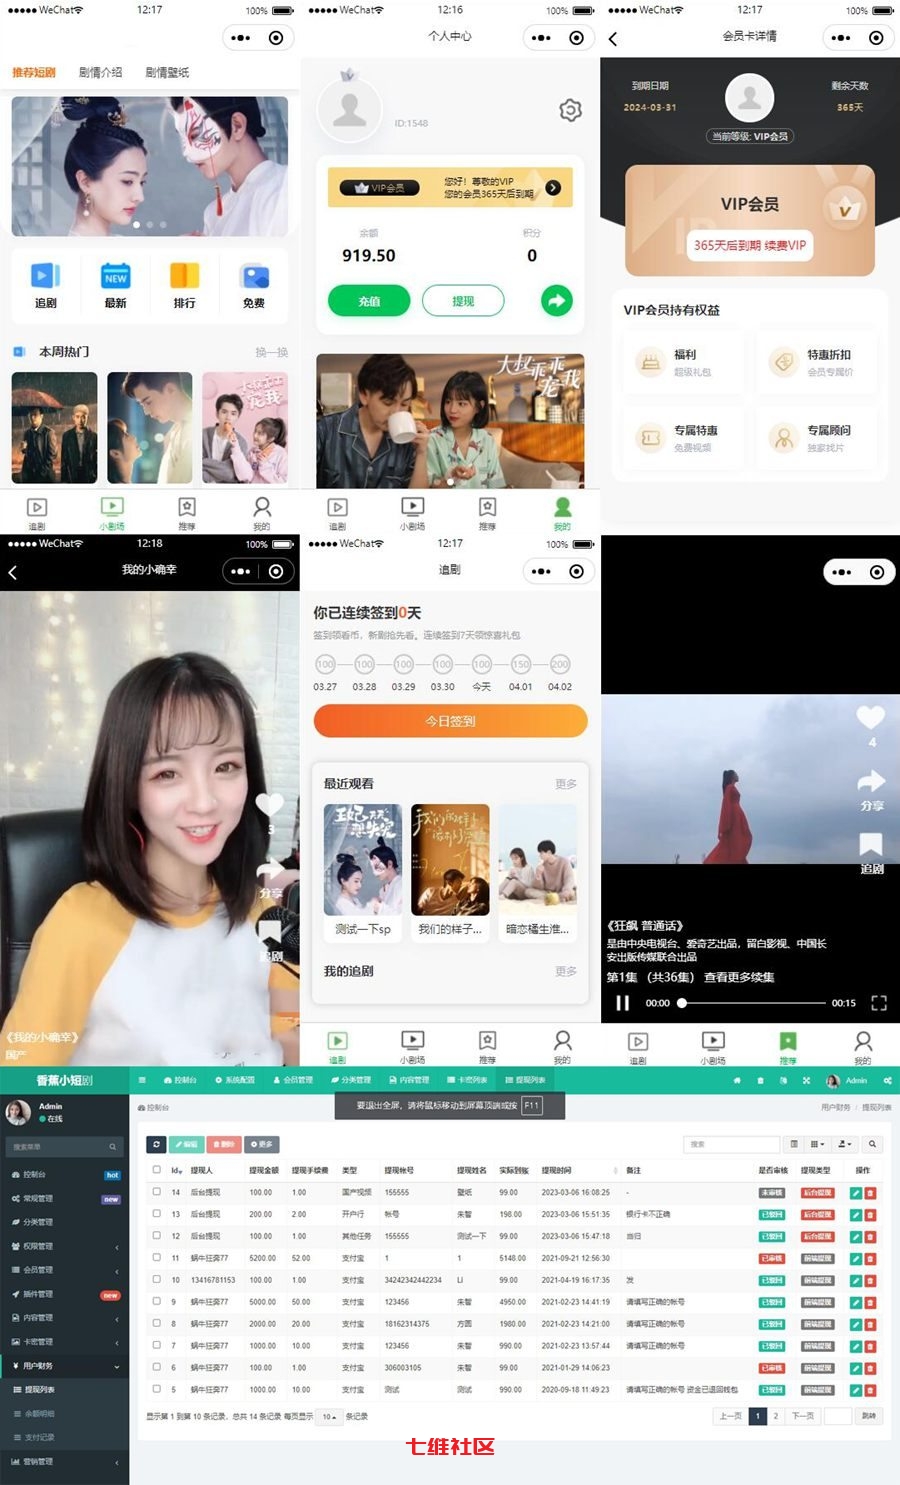 ●●●●● WeChat 12:17 100%
推荐短剧 剧情介绍 剧情壁纸
追剧 最新 排行 免费
NEW
本周热门 换一换
大叔乖乖
宠我
追剧 小剧场 推荐 我的
●●●●● WeChat 12:16 100%
个人中心
ID:1548
VIP会员
您好!尊敬的VIP
您的会员365天后到期
余额 积分
919.50 0
充值 提现
大叔乖乖
宠我
追剧 小剧场 推荐 我的
●●●●● WeChat 12:17 100%
会员卡详情
到期日期 剩余天数
2024-03-31 365天
当前等级: VIP会员
VIP会员
365天后到期 续费VIP
VIP会员持有权益
福利 特惠折扣
超级礼包 会员专属价
专属特惠 专属顾问
免费视频 独家找片
●●●●● WeChat 12:18 100%
我的小确幸
3
分享
追剧
《我的小确幸》
国产
●●●●● WeChat 12:17 100%
追剧
你已连续签到0天
签到领看币，新剧抢先看。连续签到7天领惊喜礼包
100 100 100 100 100 150 200
03.27 03.28 03.29 03.30 今天 04.01 04.02
今日签到
最近观看 更多
测试一下sp 我们的样子... 暗恋橘生淮...
我的追剧 更多
追剧 小剧场 推荐 我的
4
分享
追剧
《狂飙 普通话》
是由中央电视台、爱奇艺出品，留白影视、中国长
安出版传媒联合出品
第1集 （共36集） 查看更多续集
00:00 00:15
追剧 小剧场 推荐 我的
香蕉小短剧 控制台 系统配置 会员管理 分类管理 内容管理 卡密列表 提现列表 Admin
Admin
在线
要退出全屏，请将鼠标移动到屏幕顶端或按 F11
控制台 用户财务 / 提现列表
搜索菜单
控制台 hot
常规管理 new
分类管理
权限管理
会员管理
插件管理 new
内容管理
卡密管理
用户财务
提现列表
余额明细
支付记录
营销管理
编辑 删除 更多 搜索
Id 提现人 提现金额 提现手续费 类型 提现帐号 提现姓名 实际到账 提现时间 备注 是否审核 提现类型 操作
14 后台提现 100.00 1.00 国产视频 155555 壁纸 99.00 2023-03-06 16:08:25 - 未审核 后台提现
13 后台提现 200.00 2.00 开户行 帐号 朱智 198.00 2023-03-06 15:51:35 银行卡不正确 已驳回 后台提现
12 后台提现 100.00 1.00 其他任务 155555 测试一下 99.00 2023-03-06 15:47:18 当归 已驳回 后台提现
11 蜗牛狂奔77 5200.00 52.00 支付宝 1 1 5148.00 2021-09-21 12:56:30 已审核 前端提现
10 13416781153 100.00 1.00 支付宝 34242342442234 Li 99.00 2021-04-19 16:17:35 发 已驳回 前端提现
9 蜗牛狂奔77 5000.00 50.00 支付宝 123456 朱智 4950.00 2021-02-23 14:41:19 请填写正确的帐号 已驳回 前端提现
8 蜗牛狂奔77 2000.00 20.00 支付宝 18162314375 方圆 1980.00 2021-02-23 14:21:00 请填写正确的帐号 已驳回 前端提现
7 蜗牛狂奔77 1000.00 10.00 支付宝 123456 朱智 990.00 2021-02-23 13:57:44 请填写正确的帐号 已驳回 前端提现
6 蜗牛狂奔77 100.00 1.00 支付宝 306003105 朱智 99.00 2021-01-29 14:06:23 已审核 前端提现
5 蜗牛狂奔77 1000.00 10.00 支付宝 测试 测试 990.00 2020-09-18 11:49:23 请填写正确的帐号 资金已退回钱包 已驳回 前端提现
显示第 1 到第 10 条记录，总共 14 条记录 每页显示 10 条记录 上一页 1 2 下一页 跳转
七维社区